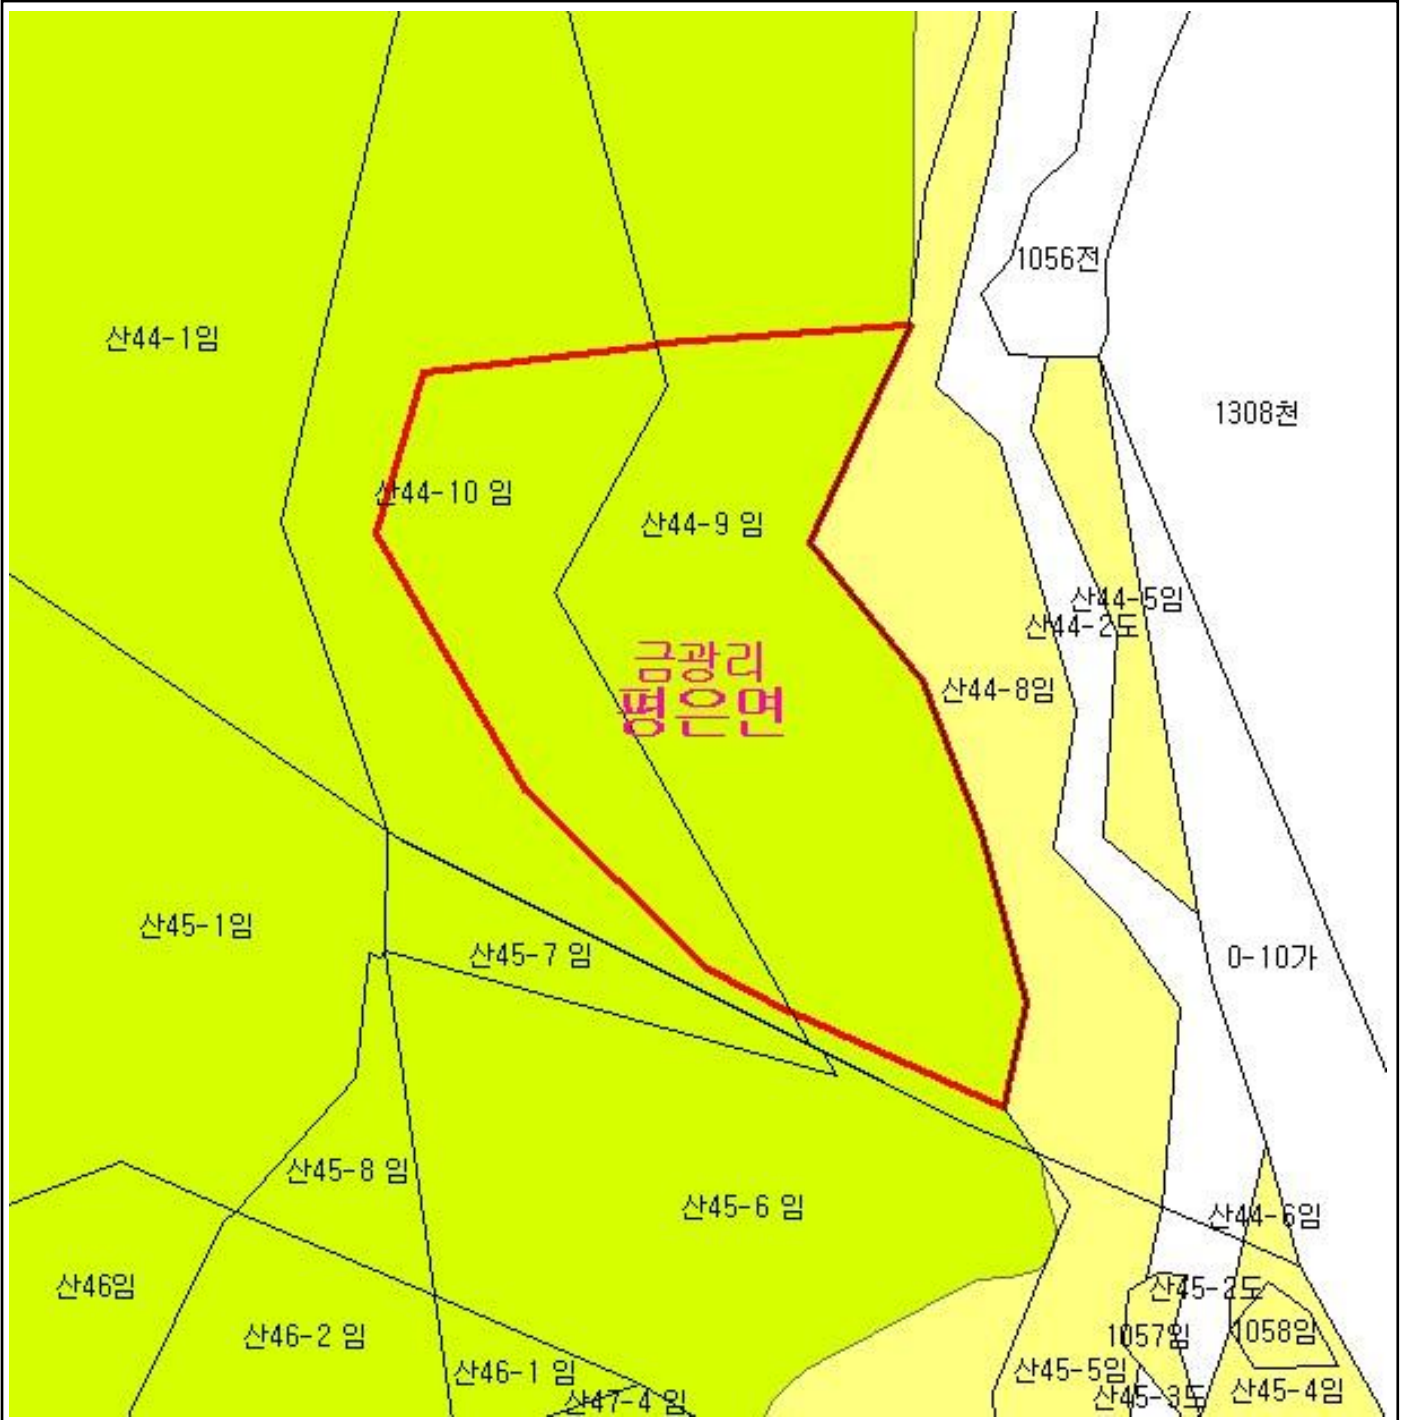 1056전
산44-1임
1308천
산44-10 임
산44-9 임
산44-5임
산44-2도
금광리
산44-8임
평은면
산45-1임
산45-7 임
0-10가
산45-8 임
산45-6 임
산44-6임
산46임
산45-2도
산46-2 임
1057임
1058임
산46-1 임
산45-5임
산45-4임
산47-4 임
산45-3도